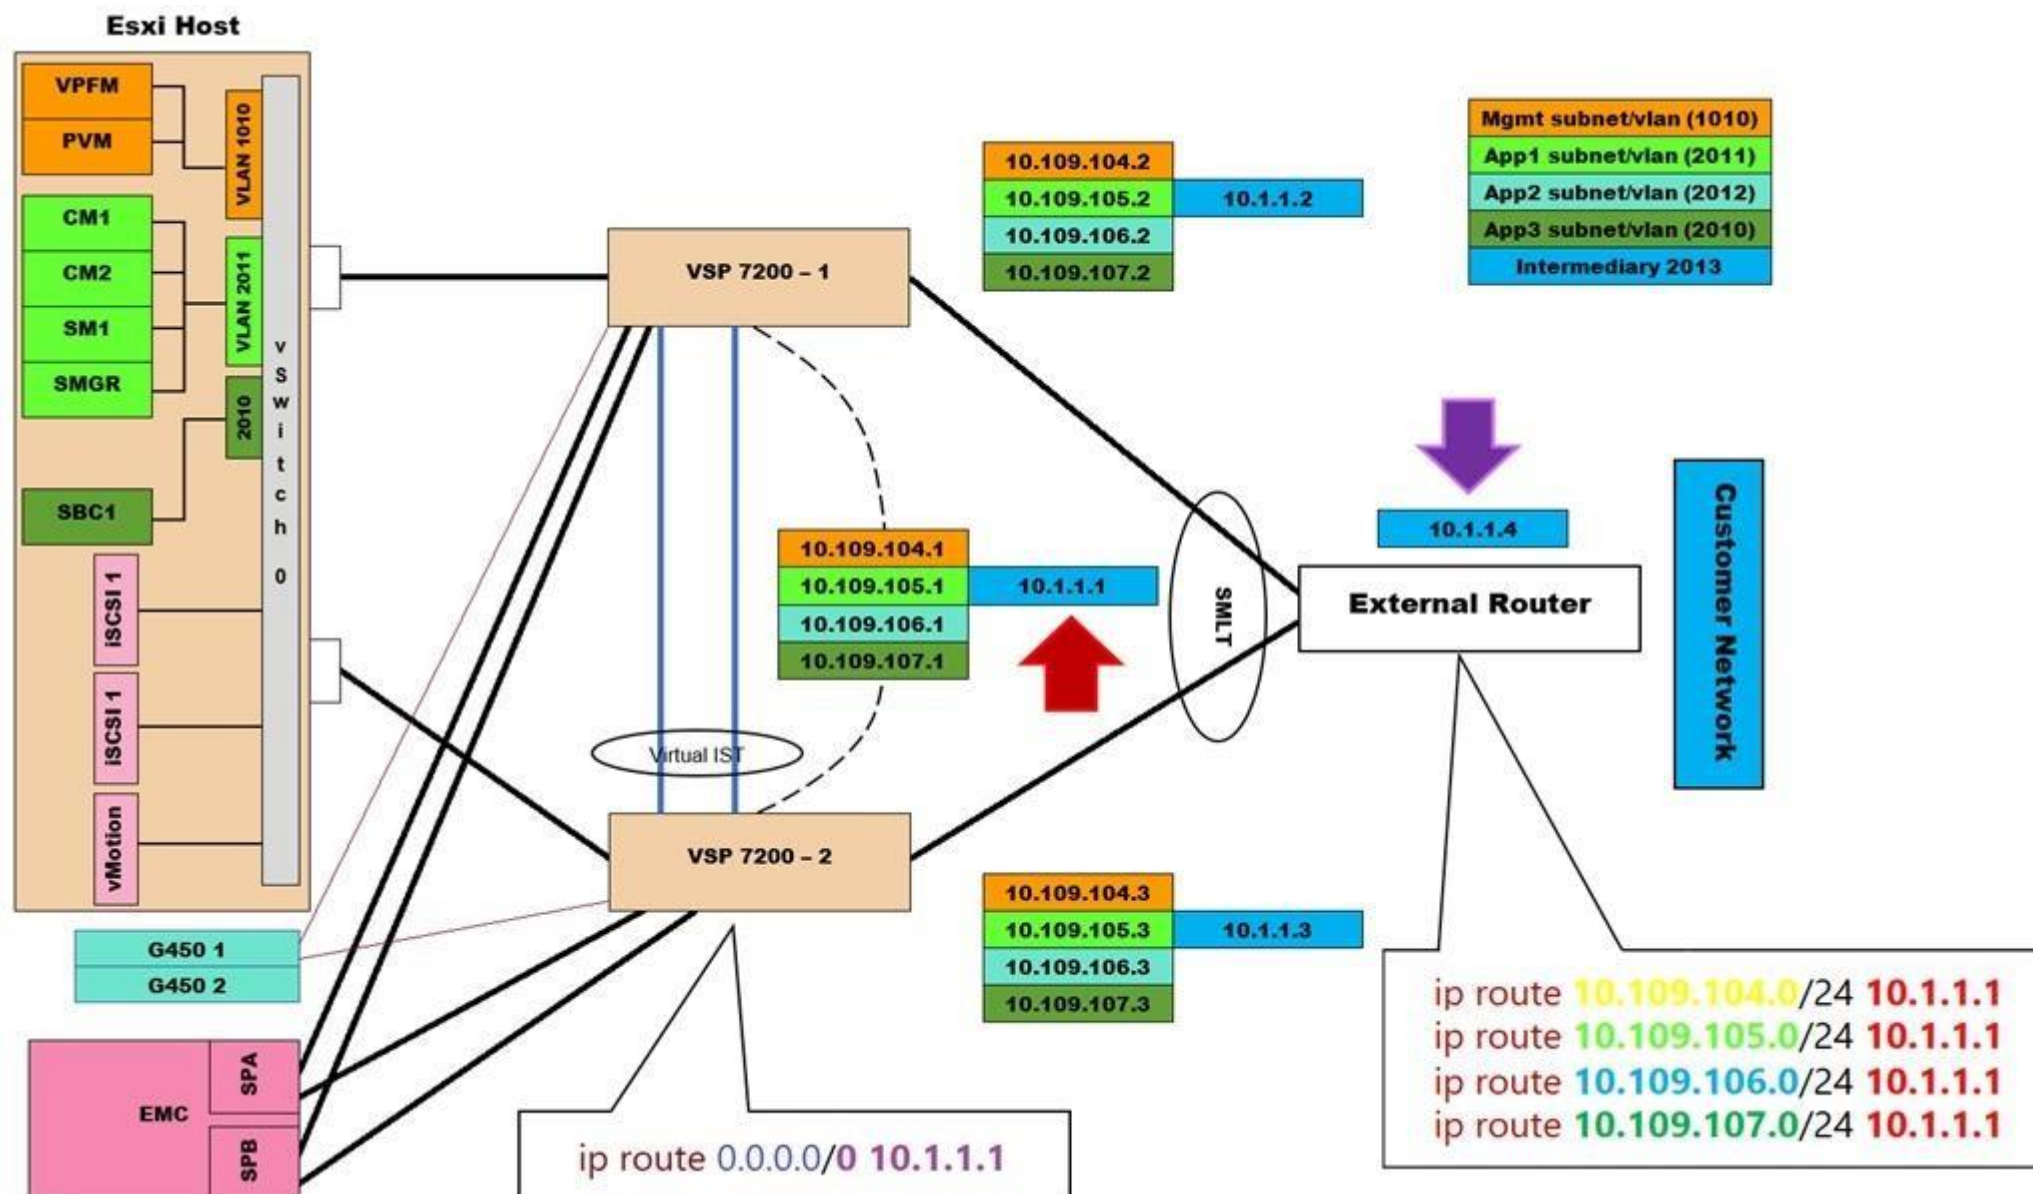 Esxi Host
VPFM
PVM
VLAN 1010
CM1
CM2
SM1
SMGR
VLAN 2011
2010
SBC1
iSCSI 1
iSCSI 1
vMotion
vSwitch 0
G450 1
G450 2
EMC
SPA
SPB
VSP 7200 – 1
Virtual IST
VSP 7200 – 2
10.109.104.2
10.109.105.2
10.1.1.2
10.109.106.2
10.109.107.2
10.109.104.1
10.109.105.1
10.1.1.1
10.109.106.1
10.109.107.1
10.109.104.3
10.109.105.3
10.1.1.3
10.109.106.3
10.109.107.3
SMLT
Mgmt subnet/vlan (1010)
App1 subnet/vlan (2011)
App2 subnet/vlan (2012)
App3 subnet/vlan (2010)
Intermediary 2013
10.1.1.4
External Router
Customer Network
ip route 0.0.0.0/0 10.1.1.1
ip route 10.109.104.0/24 10.1.1.1
ip route 10.109.105.0/24 10.1.1.1
ip route 10.109.106.0/24 10.1.1.1
ip route 10.109.107.0/24 10.1.1.1